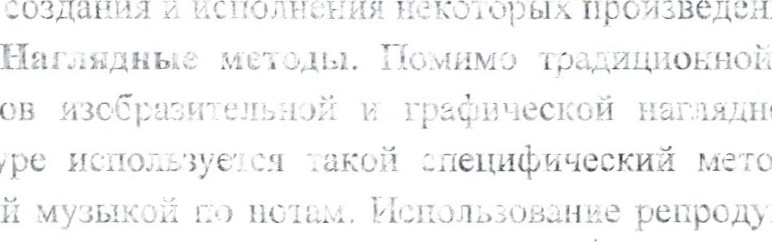 создания и исполнения некоторых произведен
Наглядные методы. Помимо традиционной
ов изобразительной и графической наглядн
уре используется такой специфический мето
й музыкой по нотам. Использование репроду